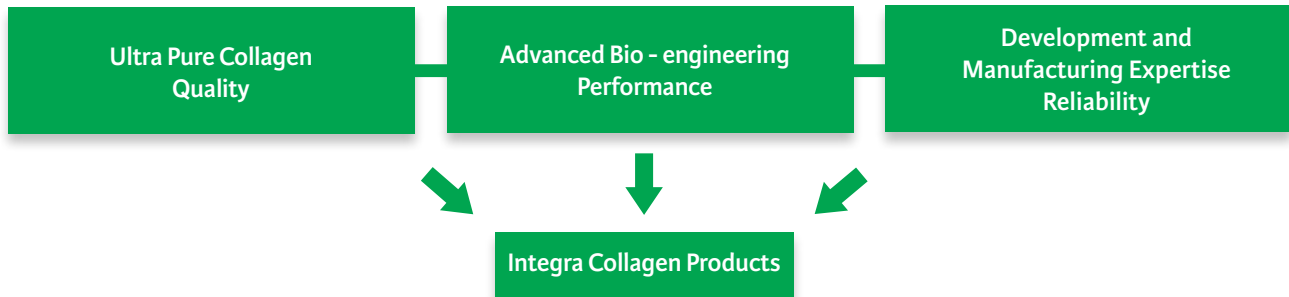 Ultra Pure Collagen
Quality
Advanced Bio - engineering
Performance
Development and
Manufacturing Expertise
Reliability
Integra Collagen Products